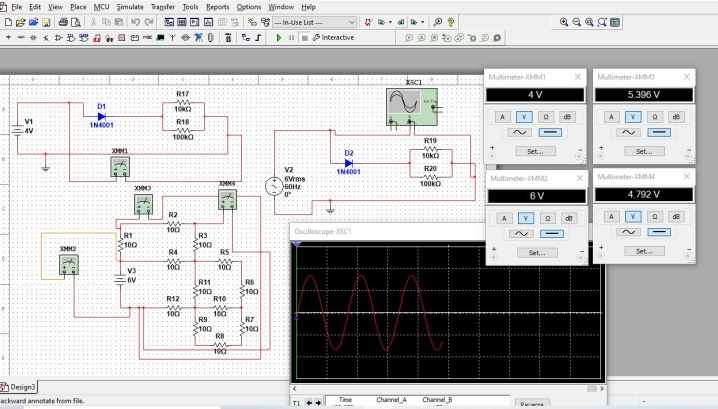 File Edit View Place MCU Simulate Transfer Tools Reports Options Window Help
--- In-Use List ---
Interactive
XSC1
Multimeter-XMM1
4 V
A V Ω dB
Set...
Multimeter-XMM3
5.396 V
A V Ω dB
Set...
Multimeter-XMM2
6 V
A V Ω dB
Set...
Multimeter-XMM4
4.792 V
A V Ω dB
Set...
V1
4V
D1
1N4001
R17
10kΩ
R18
100kΩ
XMM1
V2
6Vrms
60Hz
0°
D2
1N4001
R19
10kΩ
R20
100kΩ
XMM3
XMM4
XMM2
R1
10Ω
R2
10Ω
R3
10Ω
R4
10Ω
R5
10Ω
V3
6V
R11
10Ω
R6
10Ω
R12
10Ω
R10
10Ω
R9
10Ω
R7
10Ω
R8
10Ω
Oscilloscope-XSC1
Time Channel_A Channel_B
T1
Reverse
Design3
ackward annotate from file.